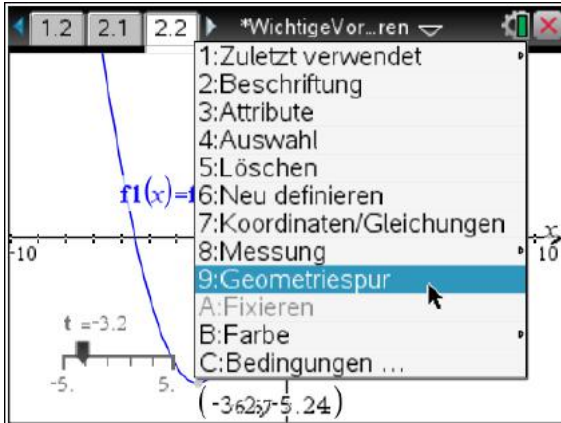 1.2 2.1 2.2 *WichtigeVor…ren
1:Zuletzt verwendet
2:Beschriftung
3:Attribute
4:Auswahl
5:Löschen
f1(x)=
6:Neu definieren
7:Koordinaten/Gleichungen
x
-10
8:Messung
10
9:Geometriespur
A:Fixieren
t =-3.2
B:Farbe
C:Bedingungen ...
-5. 5.